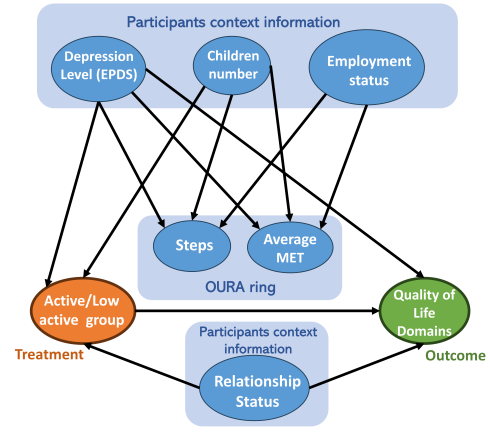 Participants context information
Depression
Level (EPDS)
Children
number
Employment
status
Steps
Average
MET
OURA ring
Active/Low
active group
Treatment
Quality of
Life
Domains
Outcome
Participants context
information
Relationship
Status